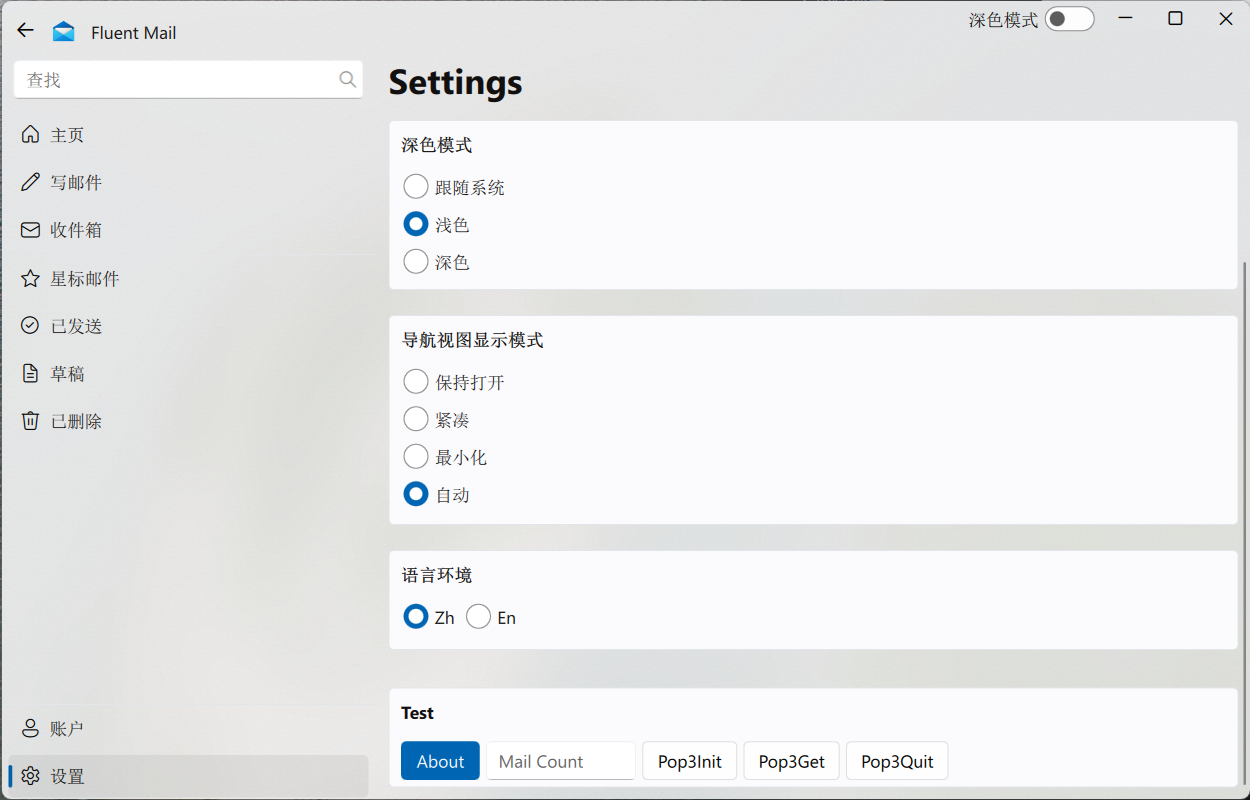 Fluent Mail
深色模式
查找
主页
写邮件
收件箱
星标邮件
已发送
草稿
已删除
账户
设置
Settings
深色模式
跟随系统
浅色
深色
导航视图显示模式
保持打开
紧凑
最小化
自动
语言环境
Zh En
Test
About Mail Count Pop3Init Pop3Get Pop3Quit